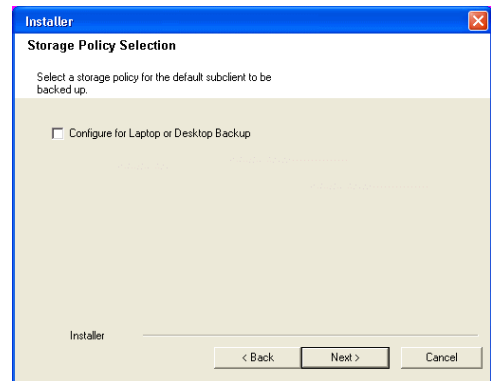 Installer
Storage Policy Selection
Select a storage policy for the default subclient to be
backed up.
Configure for Laptop or Desktop Backup
Installer
< Back
Next >
Cancel